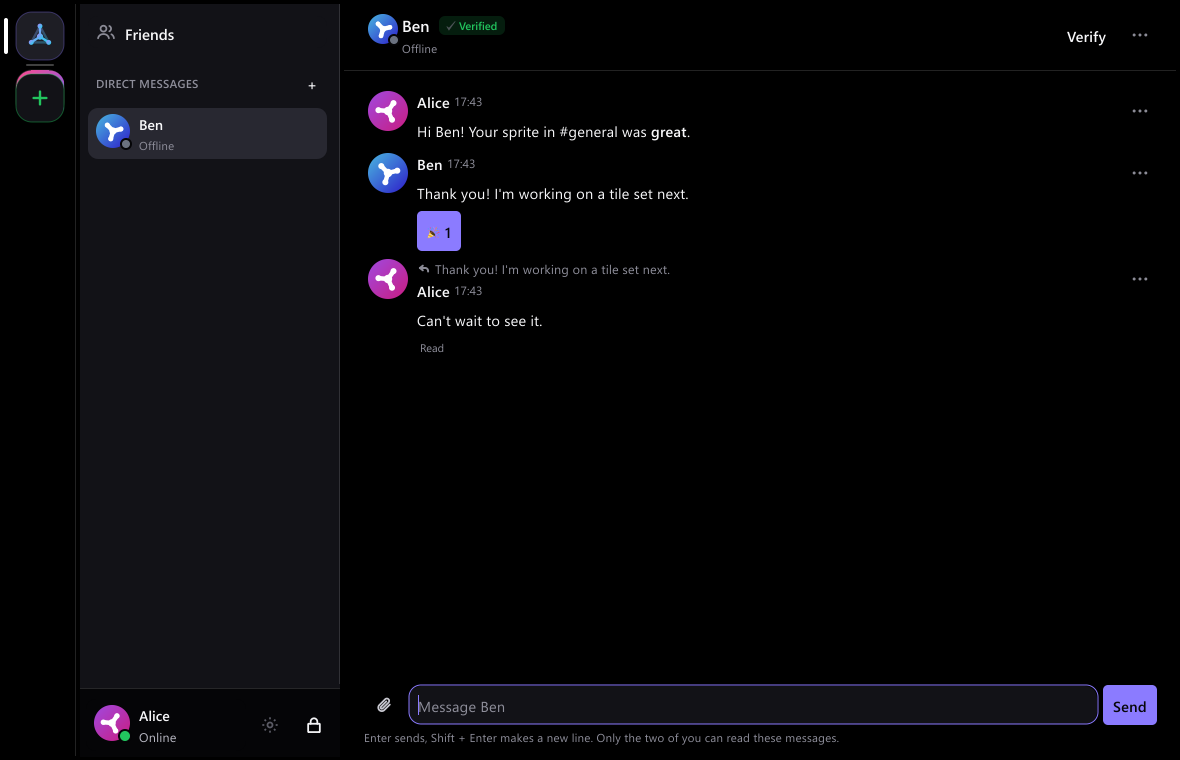 Friends
DIRECT MESSAGES +
Ben
Offline
Alice
Online
Ben ✓ Verified
Offline
Verify
Alice 17:43
Hi Ben! Your sprite in #general was great.
Ben 17:43
Thank you! I'm working on a tile set next.
🎉 1
Thank you! I'm working on a tile set next.
Alice 17:43
Can't wait to see it.
Read
Message Ben
Send
Enter sends, Shift + Enter makes a new line. Only the two of you can read these messages.